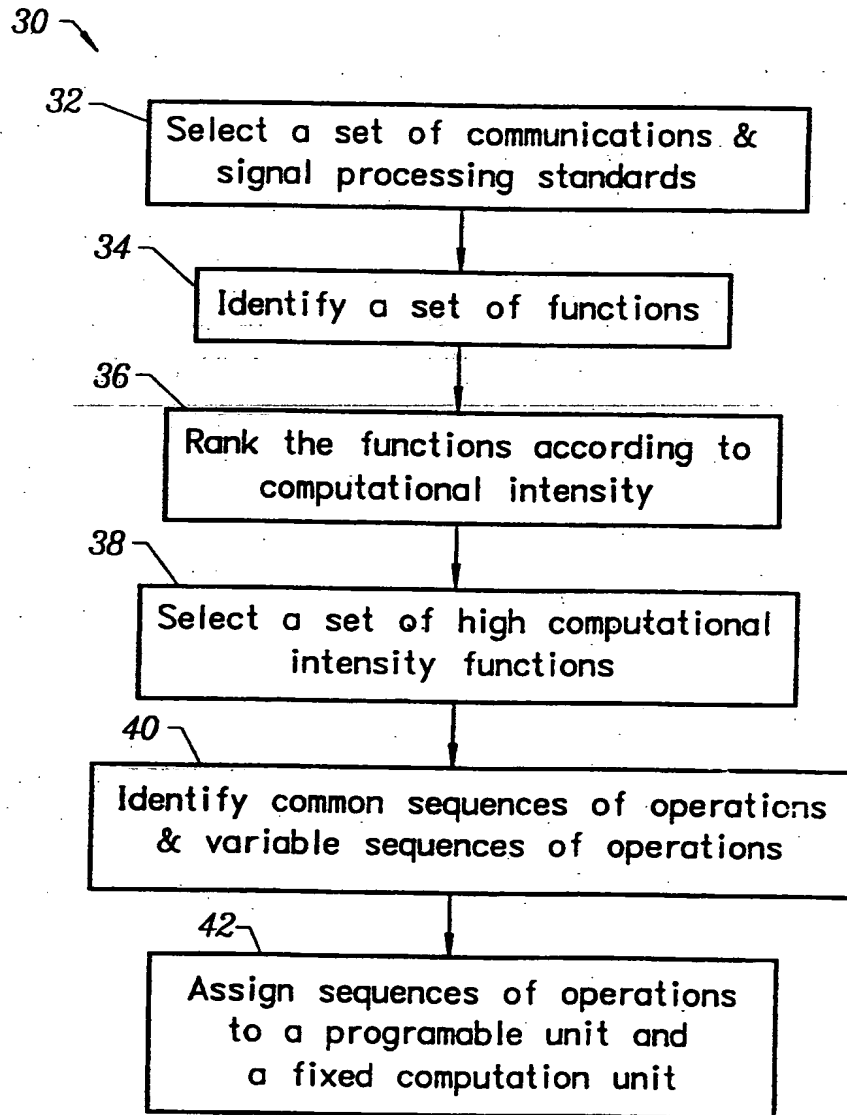 30
32
Select a set of communications &
signal processing standards
34
Identify a set of functions
36
Rank the functions according to
computational intensity
38
Select a set of high computational
intensity functions
40
Identify common sequences of operations
& variable sequences of operations
42
Assign sequences of operations
to a programable unit and
a fixed computation unit